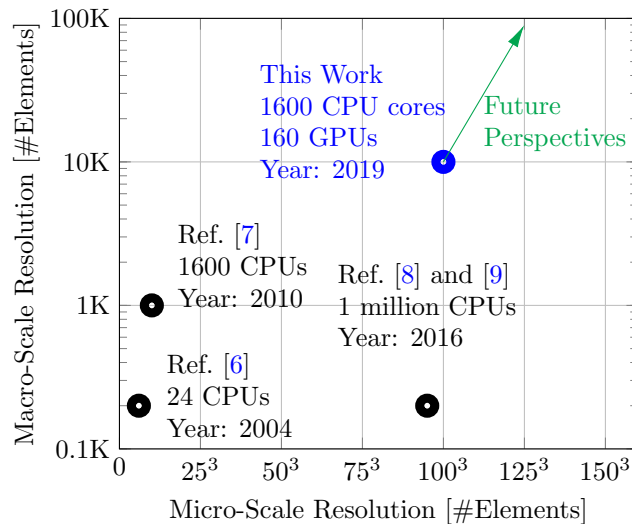 100K
10K
1K
0.1K
Macro-Scale Resolution [#Elements]
This Work
1600 CPU cores
160 GPUs
Year: 2019
Future
Perspectives
Ref. [7]
1600 CPUs
Year: 2010
Ref. [8] and [9]
1 million CPUs
Year: 2016
Ref. [6]
24 CPUs
Year: 2004
0 25³ 50³ 75³ 100³ 125³ 150³
Micro-Scale Resolution [#Elements]